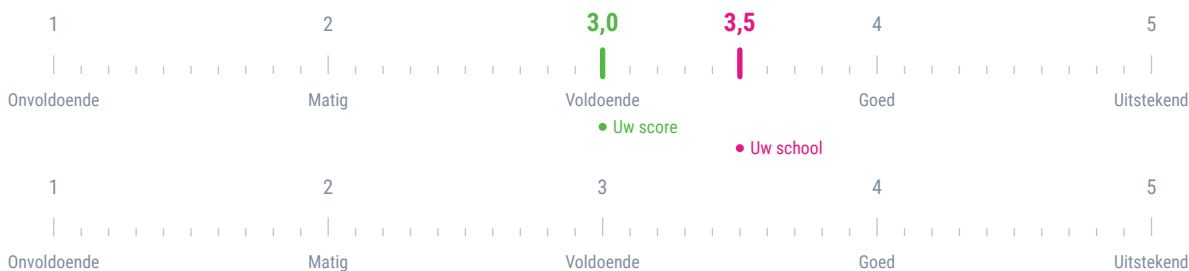 1 2 3,0 3,5 4 5
Onvoldoende Matig Voldoende Goed Uitstekend
Uw score
Uw school
1 2 3 4 5
Onvoldoende Matig Voldoende Goed Uitstekend